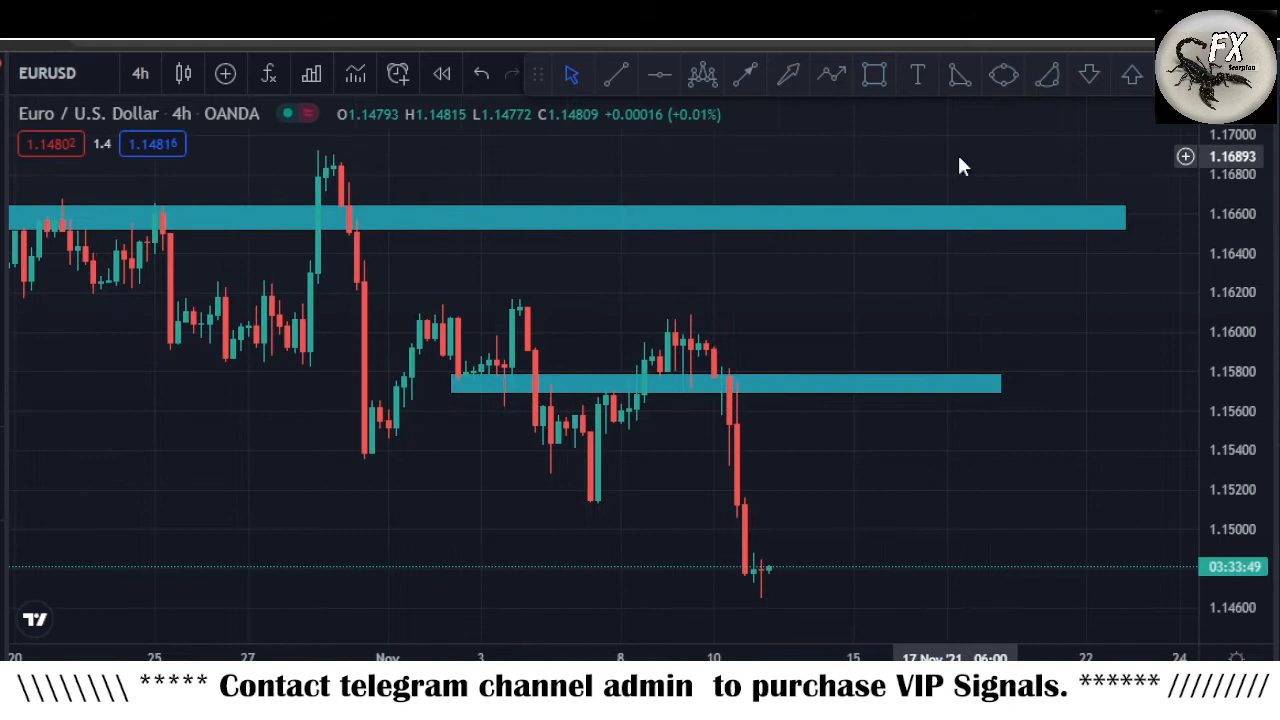 FX
Scorpion
EURUSD 4h
T
Euro / U.S. Dollar · 4h · OANDA O1.14793 H1.14815 L1.14772 C1.14809 +0.00016 (+0.01%)
1.14802 1.4 1.14816
1.17000
1.16893
1.16800
1.16600
1.16400
1.16200
1.16000
1.15800
1.15600
1.15400
1.15200
1.15000
03:33:49
1.14600
20 25 27 Nov 3 8 10 15 17 Nov '21 06:00 22 24
\\\\\\\\\ ***** Contact telegram channel admin to purchase VIP Signals. ****** /////////